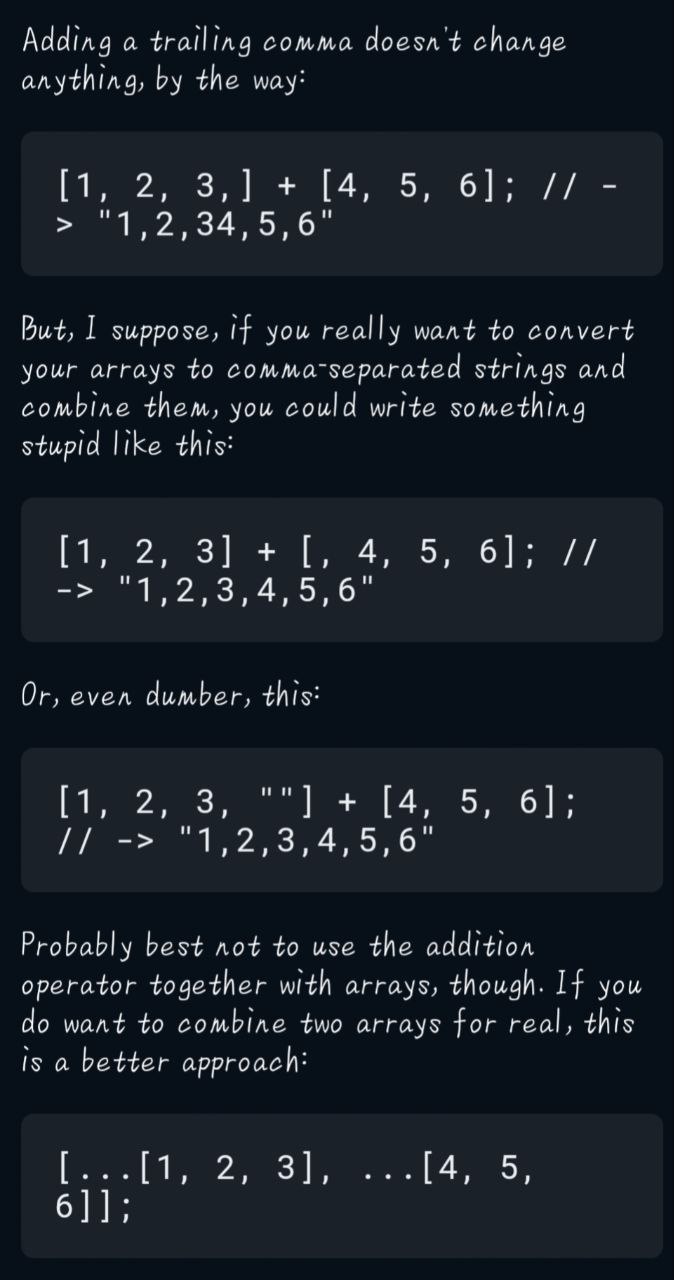 Adding a trailing comma doesn't change
anything, by the way:
[1, 2, 3,] + [4, 5, 6]; // -
> "1,2,34,5,6"
But, I suppose, if you really want to convert
your arrays to comma-separated strings and
combine them, you could write something
stupid like this:
[1, 2, 3] + [, 4, 5, 6]; //
-> "1,2,3,4,5,6"
Or, even dumber, this:
[1, 2, 3, ""] + [4, 5, 6];
// -> "1,2,3,4,5,6"
Probably best not to use the addition
operator together with arrays, though. If you
do want to combine two arrays for real, this
is a better approach:
[...[1, 2, 3], ...[4, 5,
6]];